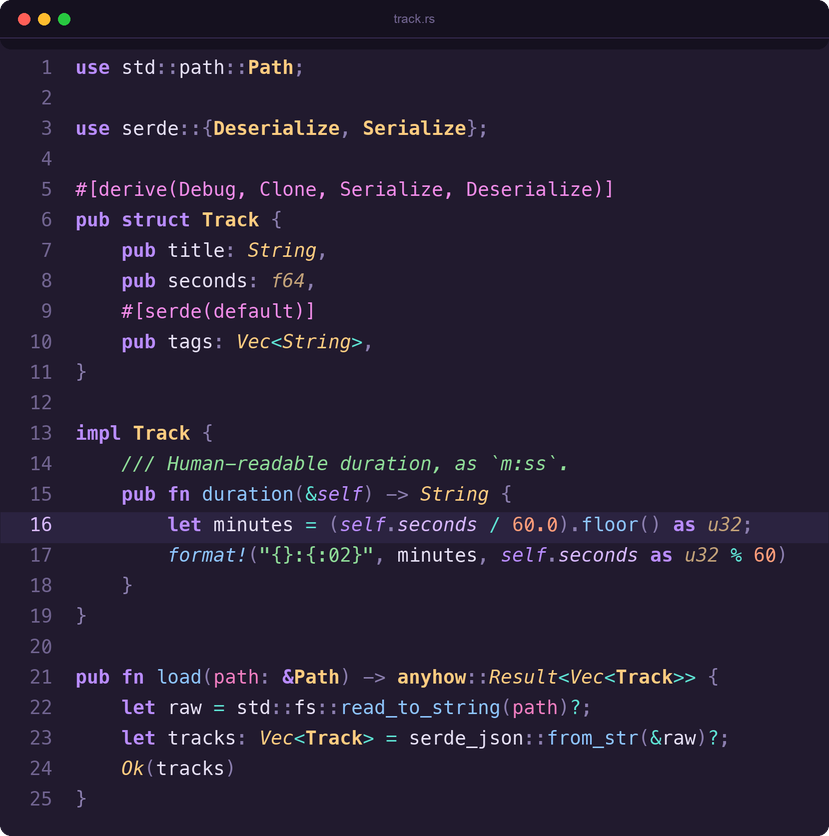 track.rs
1 use std::path::Path;
2
3 use serde::{Deserialize, Serialize};
4
5 #[derive(Debug, Clone, Serialize, Deserialize)]
6 pub struct Track {
7     pub title: String,
8     pub seconds: f64,
9     #[serde(default)]
10     pub tags: Vec<String>,
11 }
12
13 impl Track {
14     /// Human-readable duration, as `m:ss`.
15     pub fn duration(&self) -> String {
16         let minutes = (self.seconds / 60.0).floor() as u32;
17         format!("{}:{:02}", minutes, self.seconds as u32 % 60)
18     }
19 }
20
21 pub fn load(path: &Path) -> anyhow::Result<Vec<Track>> {
22     let raw = std::fs::read_to_string(path)?;
23     let tracks: Vec<Track> = serde_json::from_str(&raw)?;
24     Ok(tracks)
25 }